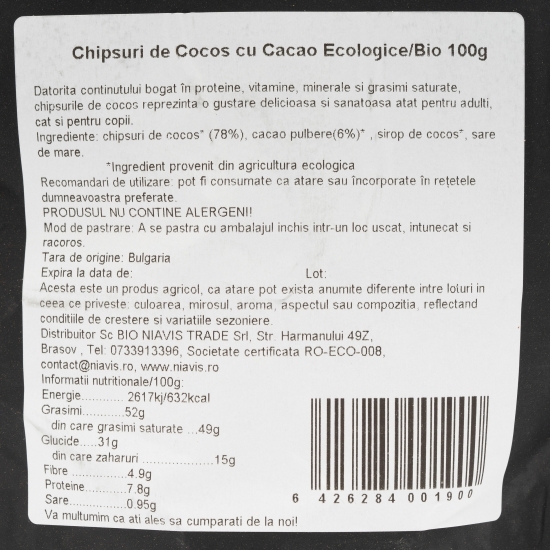 Chipsuri de Cocos cu Cacao Ecologice/Bio 100g
Datorita continutului bogat în proteine, vitamine, minerale si grasimi saturate,
chipsurile de cocos reprezinta o gustare delicioasa si sanatoasa atat pentru adulti,
cat si pentru copii.
Ingrediente: chipsuri de cocos* (78%), cacao pulbere(6%)* , sirop de cocos*, sare
de mare.
*Ingredient provenit din agricultura ecologica
Recomandari de utilizare: pot fi consumate ca atare sau încorporate în rețetele
dumneavoastra preferate.
PRODUSUL NU CONTINE ALERGENI!
Mod de pastrare: A se pastra cu ambalajul inchis intr-un loc uscat, intunecat si
racoros.
Tara de origine: Bulgaria
Expira la data de: Lot:
Acesta este un produs agricol, ca atare pot exista anumite diferente intre loturi in
ceea ce priveste: culoarea, mirosul, aroma, aspectul sau compozitia, reflectand
conditiile de crestere si variatiile sezoniere.
Distribuitor Sc BIO NIAVIS TRADE Srl, Str. Harmanului 49Z,
Brasov , Tel: 0733913396, Societate certificata RO-ECO-008,
contact@niavis.ro, www.niavis.ro
Informatii nutritionale/100g:
Energie............. 2617kj/632kcal
Grasimi............52g
din care grasimi saturate ...49g
Glucide.....31g
din care zaharuri ....................15g
Fibre ................4.9g
Proteine............7.8g
Sare..................0.95g
Va multumim ca ati ales sa cumparati de la noi!
6 426284 001900